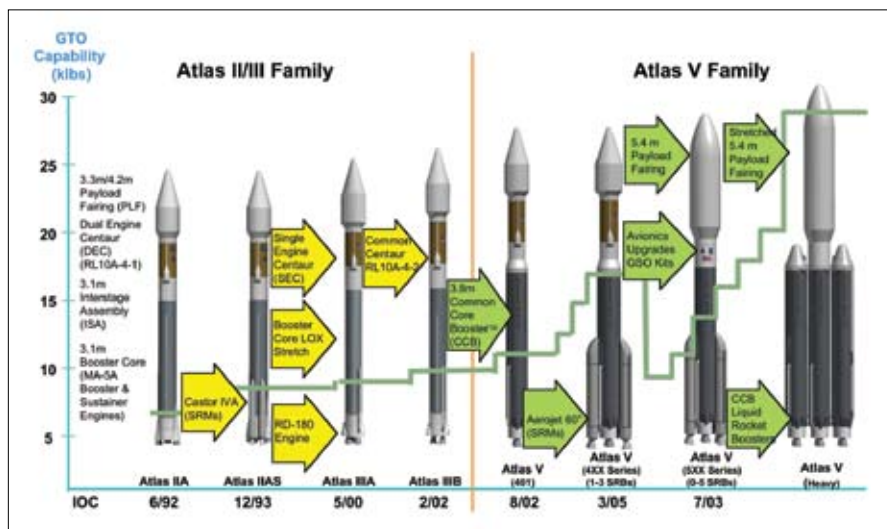 GTO
Capability
(klbs)
Atlas II/III Family
Atlas V Family
30
25
20
15
10
5
3.3m/4.2m
Payload
Fairing (PLF)
Dual Engine
Centaur
(DEC)
(RL10A-4-1)
3.1m
Interstage
Assembly
(ISA)
3.1m
Booster Core
(MA-5A
Booster &
Sustainer
Engines)
Castor IVA
(SRMs)
Single
Engine
Centaur
(SEC)
Booster
Core LOX
Stretch
RD-180
Engine
Common
Centaur
Common
Core
Booster™
(CCB)
Aerojet 60"
(SRMs)
5.4 m
Payload
Fairing
Avionics
Upgrades
GSO Kits
Stretched
5.4 m
Payload
Fairing
CCB
Liquid
Rocket
Boosters
Atlas IIA
Atlas IIAS
Atlas IIIA
Atlas IIIB
Atlas V
(401)
Atlas V
(4XX Series)
(1-3 SRBs)
Atlas V
(5XX Series)
(0-5 SRBs)
Atlas V
(Heavy)
IOC
6/92
12/93
5/00
2/02
8/02
3/05
7/03